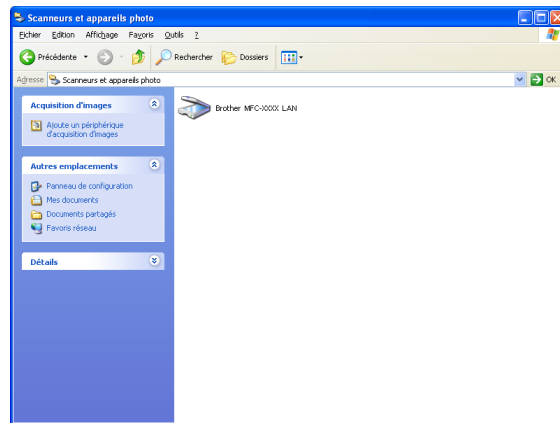 Scanneurs et appareils photo
Fichier Edition Affichage Favoris Outils ?
Précédente Rechercher Dossiers
Adresse Scanneurs et appareils photo OK
Acquisition d'images
Ajoute un périphérique
d'acquisition d'images
Autres emplacements
Panneau de configuration
Mes documents
Documents partagés
Favoris réseau
Détails
Brother MFC-XXXX LAN